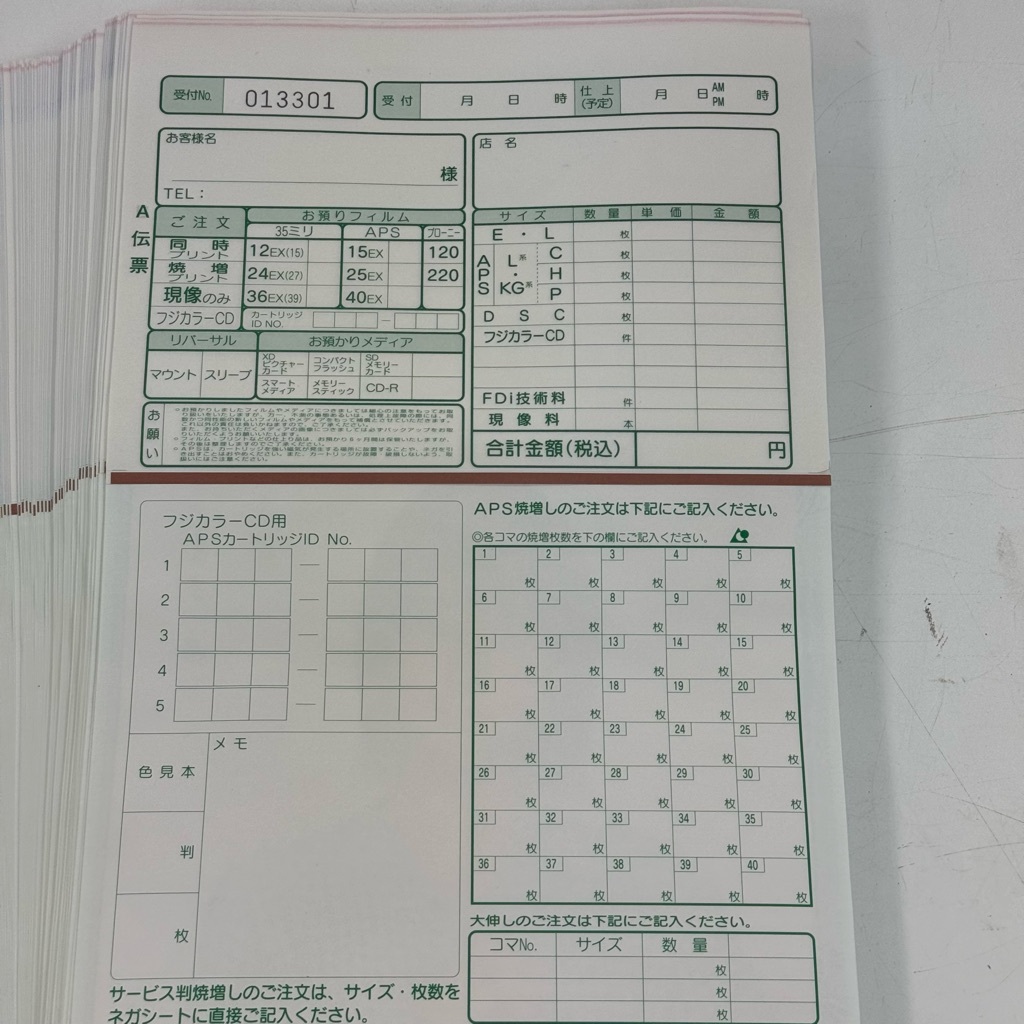 受付No. 013301
受付 月 日 時 仕上(予定) 月 日 AM PM 時
お客様名
様
TEL：
店 名
A伝票
ご注文 お預りフィルム
35ミリ APS ブローニー
同時プリント 12EX(15) 15EX 120
焼増プリント 24EX(27) 25EX 220
現像のみ 36EX(39) 40EX
フジカラーCD カートリッジID NO. －
リバーサル お預かりメディア
マウント スリーブ
XDピクチャーカード コンパクトフラッシュ SDメモリーカード
スマートメディア メモリースティック CD-R
お願い
サイズ 数量 単価 金額
E・L 枚
APS L系・KG系
C 枚
H 枚
P 枚
DSC 枚
フジカラーCD 件
FDi技術料 件
現像料 本
合計金額(税込) 円
フジカラーCD用
APSカートリッジID No.
1 —
2 —
3 —
4 —
5 —
メモ
色見本
判
枚
サービス判焼増しのご注文は、サイズ・枚数を
ネガシートに直接ご記入ください。
APS焼増しのご注文は下記にご記入ください。
◎各コマの焼増枚数を下の欄にご記入ください。
1 2 3 4 5
枚 枚 枚 枚 枚
6 7 8 9 10
枚 枚 枚 枚 枚
11 12 13 14 15
枚 枚 枚 枚 枚
16 17 18 19 20
枚 枚 枚 枚 枚
21 22 23 24 25
枚 枚 枚 枚 枚
26 27 28 29 30
枚 枚 枚 枚 枚
31 32 33 34 35
枚 枚 枚 枚 枚
36 37 38 39 40
枚 枚 枚 枚 枚
大伸しのご注文は下記にご記入ください。
コマNo. サイズ 数量
枚
枚
枚